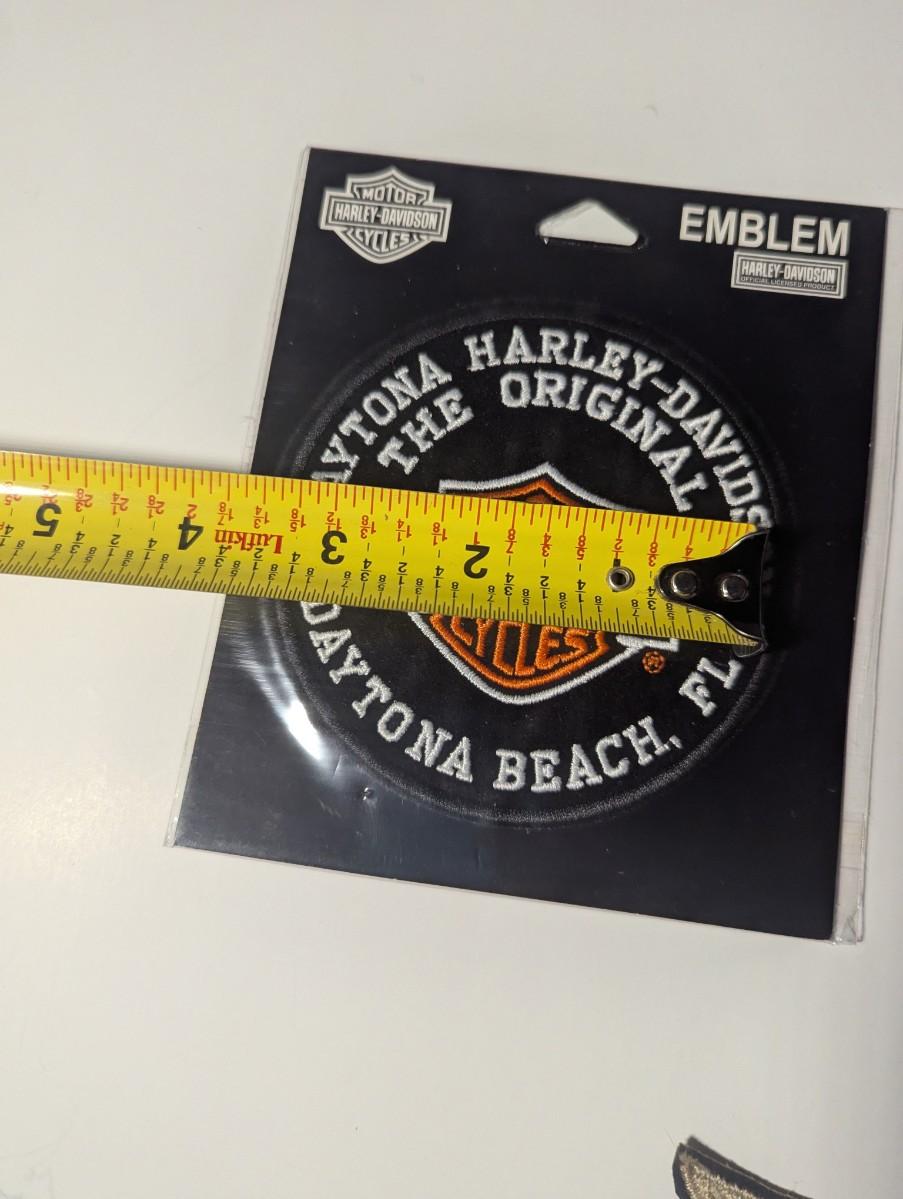 MOTOR
HARLEY-DAVIDSON
CYCLES
EMBLEM
HARLEY-DAVIDSON
OFFICIAL LICENSED PRODUCT
AYTONA HARLEY-DAVIDS
THE ORIGINAL
5 4 3 2
Lufkin
CYCLES
®
DAYTONA BEACH, FL